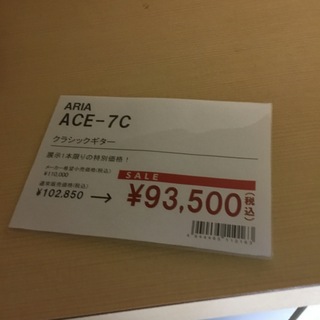 ARIA
ACE-7C
クラシックギター
展示1本限りの特別価格！
メーカー希望小売価格(税込)
¥110,000
通常販売価格(税込)
¥102,850 →
SALE
¥93,500(税込)